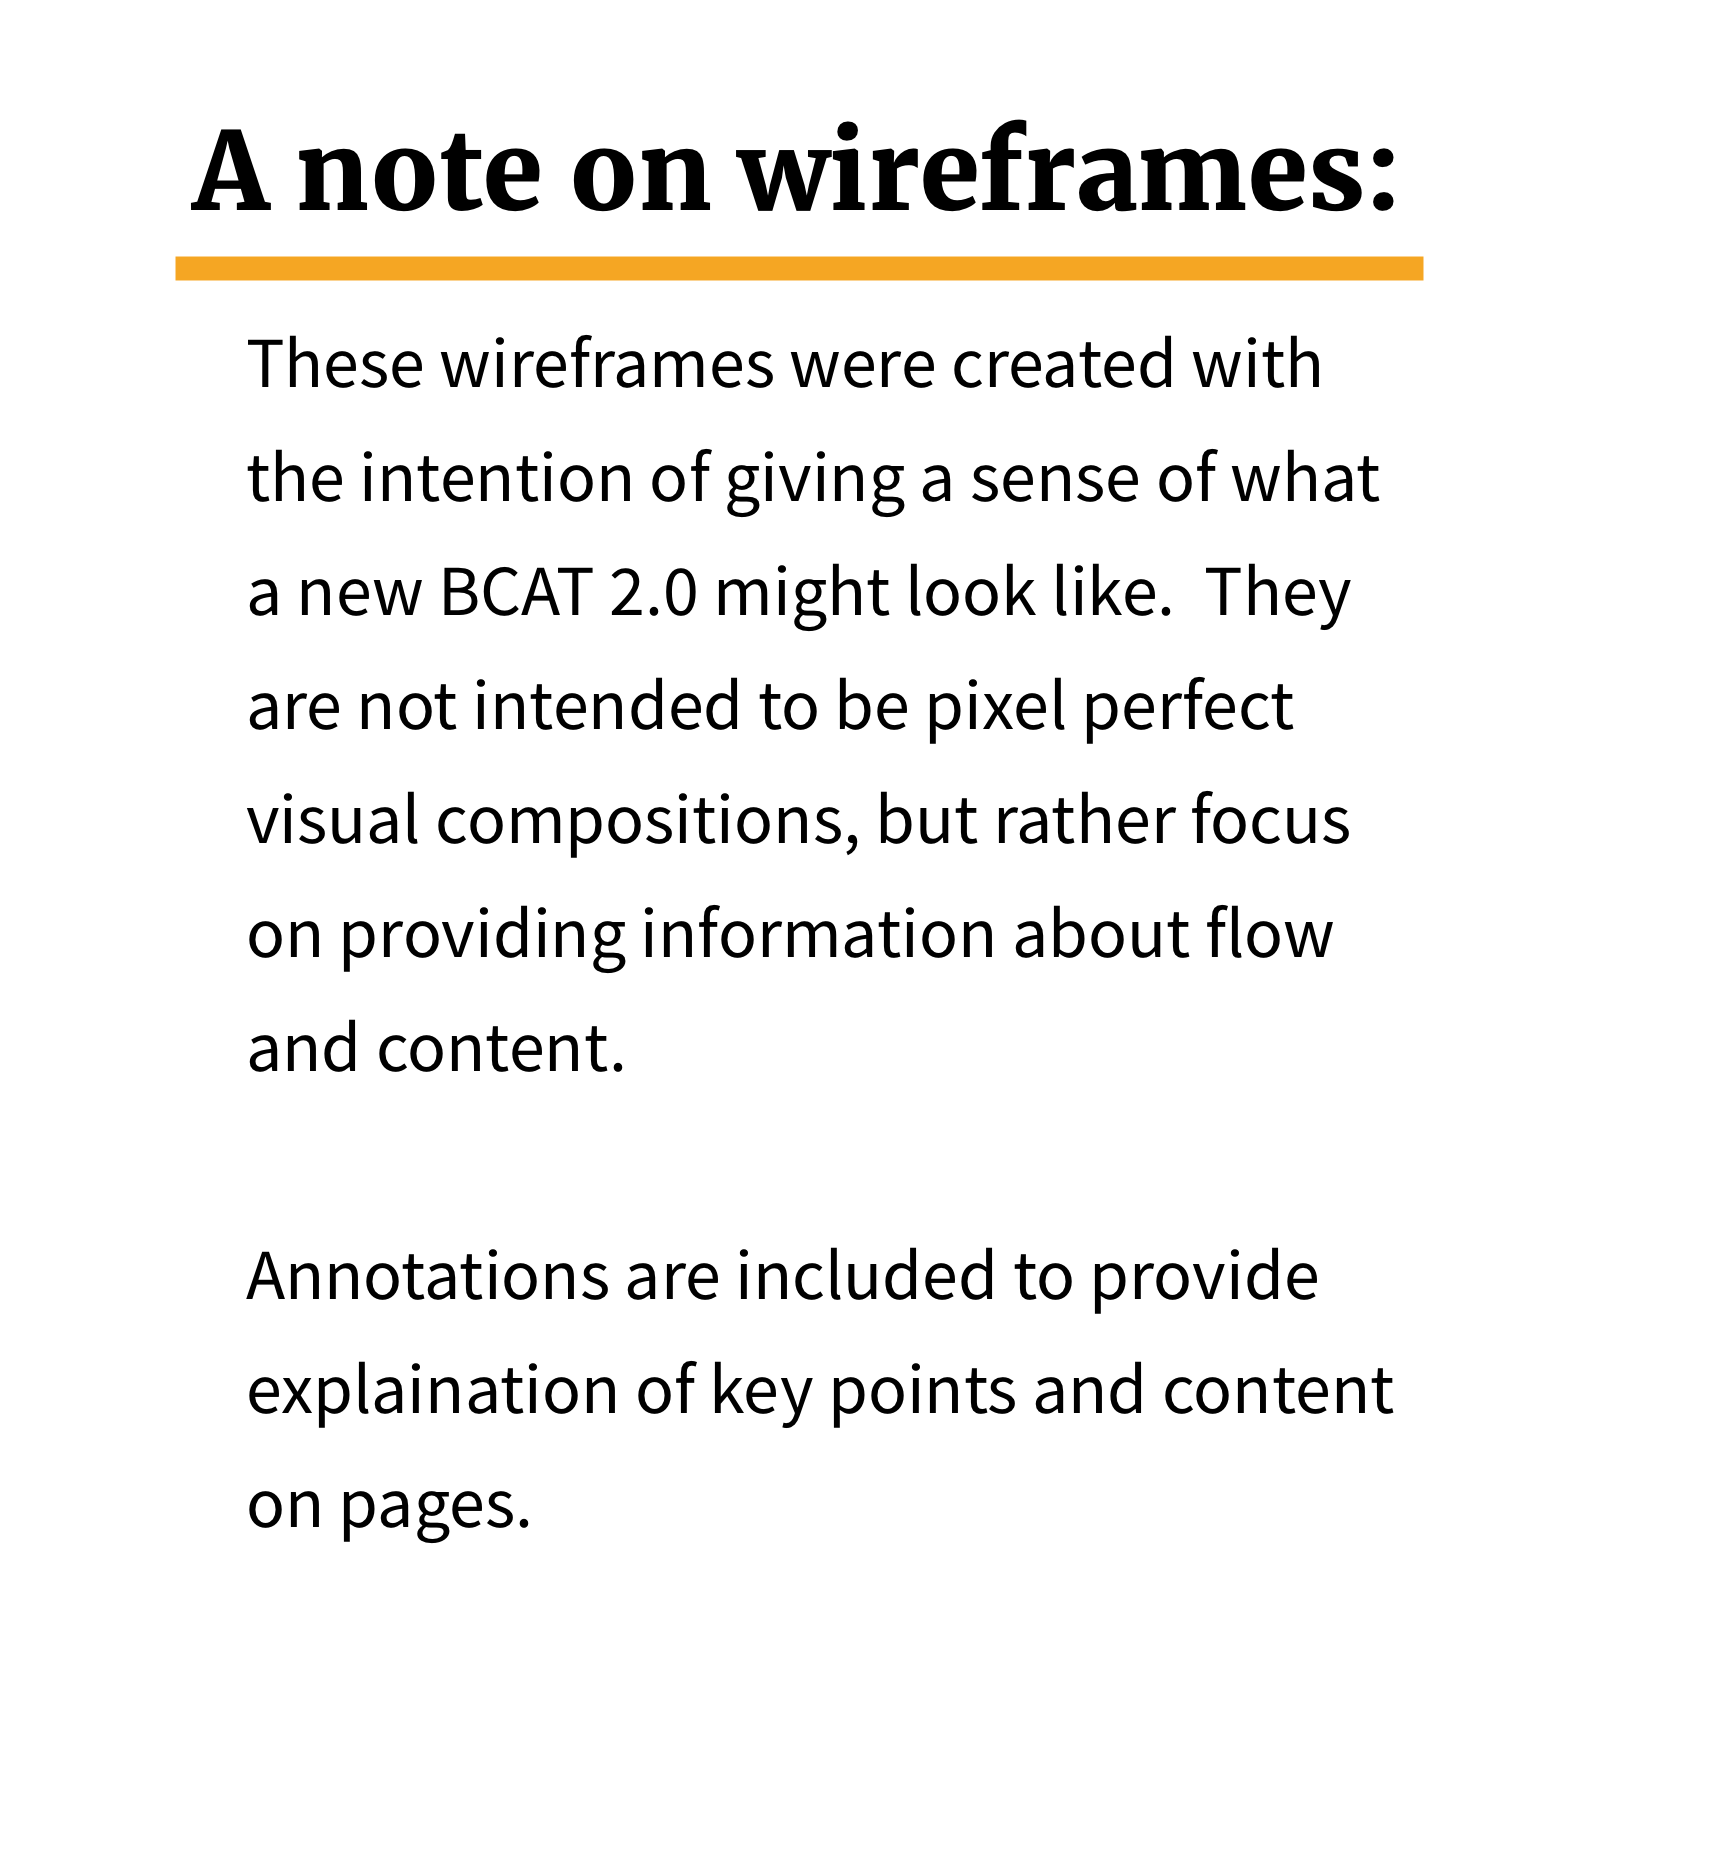 A note on wireframes:
These wireframes were created with
the intention of giving a sense of what
a new BCAT 2.0 might look like.  They
are not intended to be pixel perfect
visual compositions, but rather focus
on providing information about flow
and content.
Annotations are included to provide
explaination of key points and content
on pages.